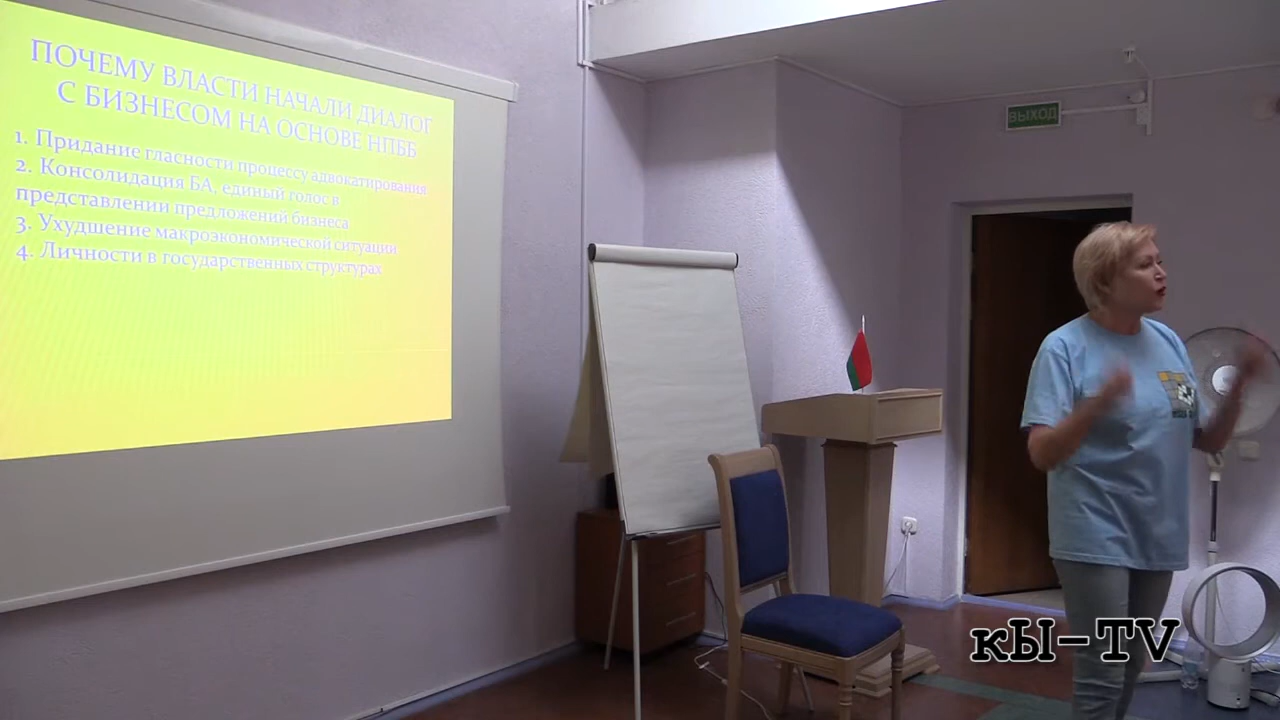 ПОЧЕМУ ВЛАСТИ НАЧАЛИ ДИАЛОГ
С БИЗНЕСОМ НА ОСНОВЕ НПББ
1. Придание гласности процессу адвокатирования
2. Консолидация БА, единый голос в
представлении предложений бизнеса
3. Ухудшение макроэкономической ситуации
4. Личности в государственных структурах
ВЫХОД
кЫ-TV